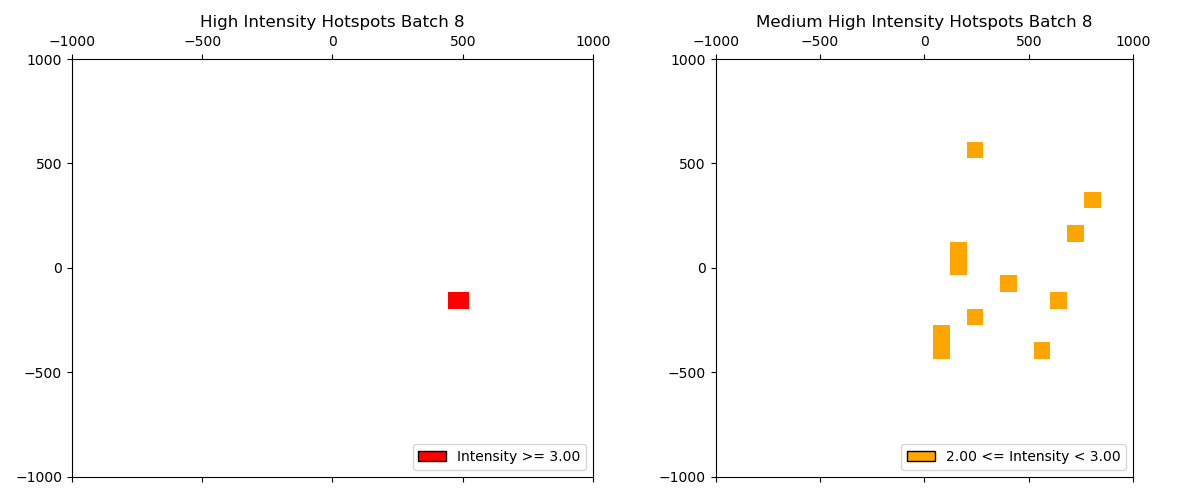 High Intensity Hotspots Batch 8
−1000 −500 0 500 1000
1000
500
0
−500
−1000
Intensity >= 3.00
Medium High Intensity Hotspots Batch 8
−1000 −500 0 500 1000
1000
500
0
−500
−1000
2.00 <= Intensity < 3.00